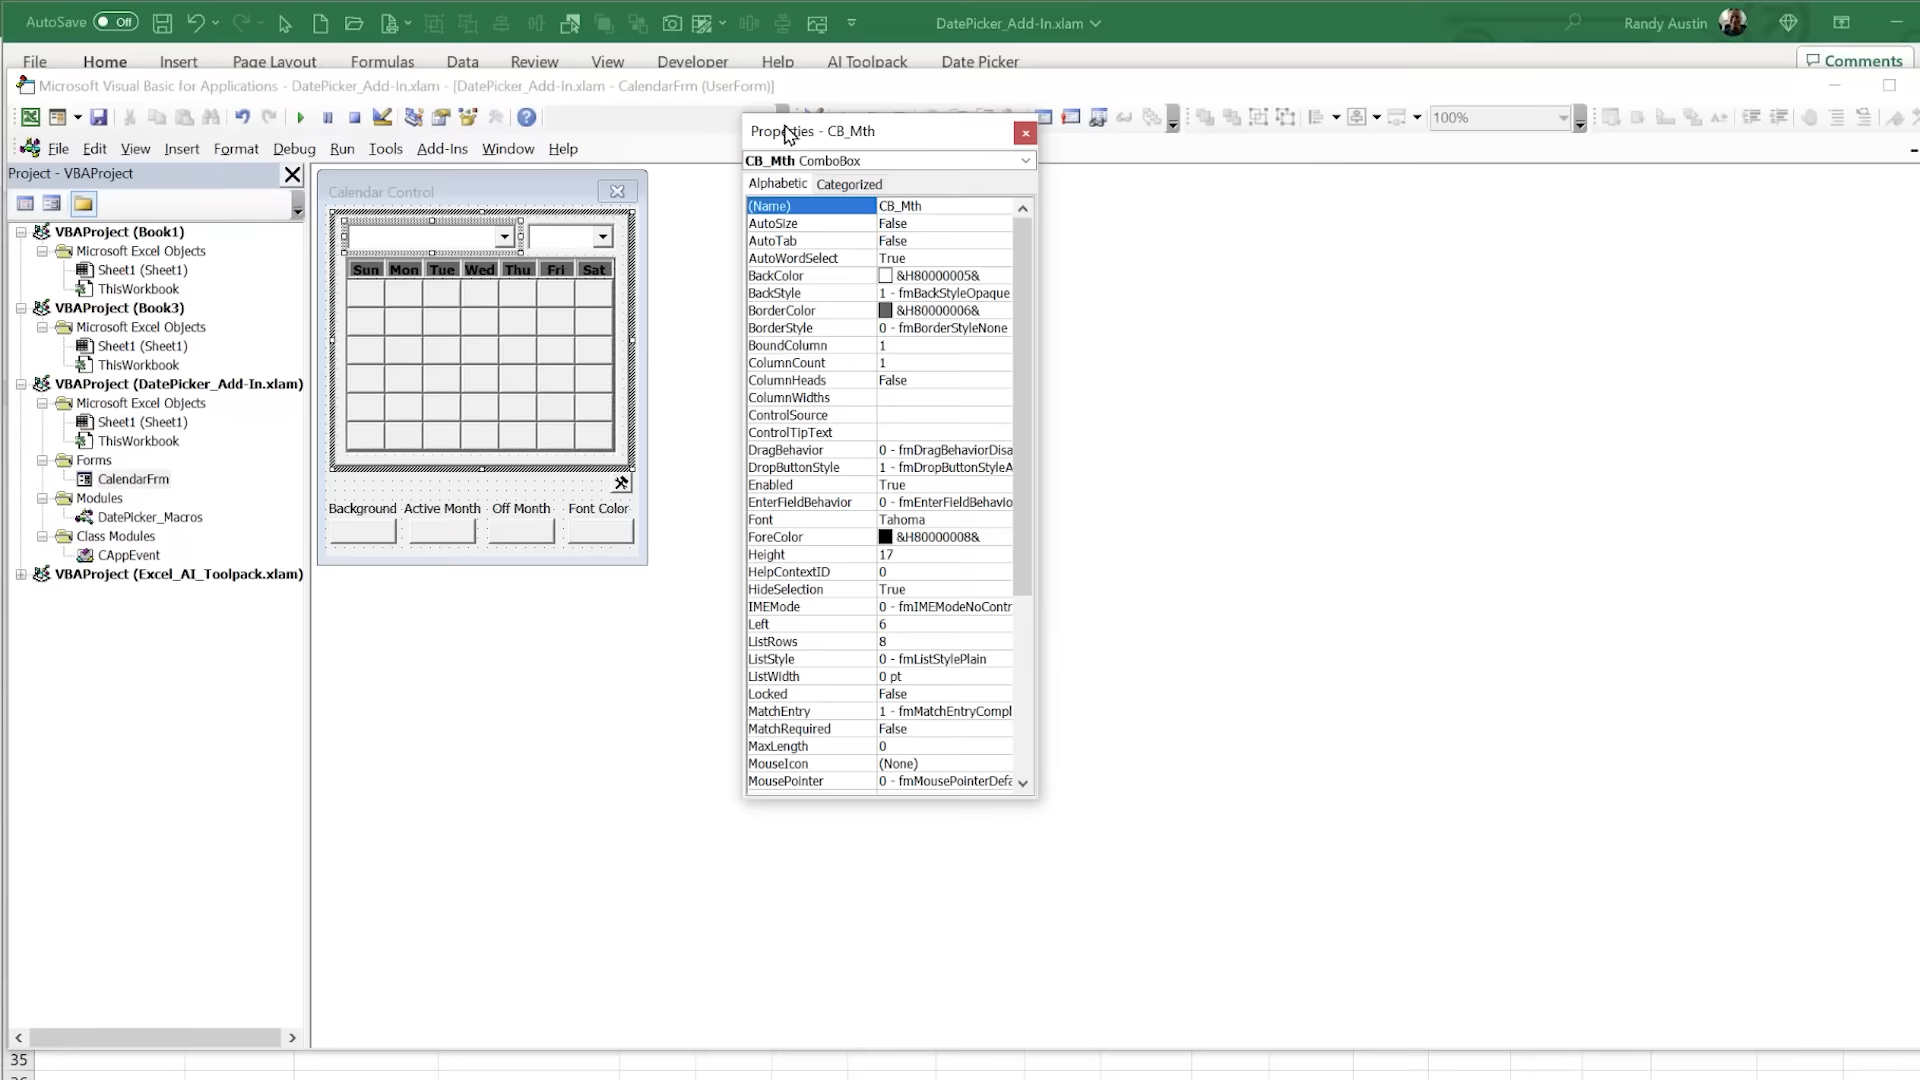 AutoSave Off DatePicker_Add-In.xlam Randy Austin
File Home Insert Page Layout Formulas Data Review View Developer Help AI Toolpack Date Picker Comments
Microsoft Visual Basic for Applications - DatePicker_Add-In.xlam - [DatePicker_Add-In.xlam - CalendarFrm (UserForm)]
100%
File Edit View Insert Format Debug Run Tools Add-Ins Window Help
Project - VBAProject
VBAProject (Book1)
Microsoft Excel Objects
Sheet1 (Sheet1)
ThisWorkbook
VBAProject (Book3)
Microsoft Excel Objects
Sheet1 (Sheet1)
ThisWorkbook
VBAProject (DatePicker_Add-In.xlam)
Microsoft Excel Objects
Sheet1 (Sheet1)
ThisWorkbook
Forms
CalendarFrm
Modules
DatePicker_Macros
Class Modules
CAppEvent
VBAProject (Excel_AI_Toolpack.xlam)
Calendar Control
Sun Mon Tue Wed Thu Fri Sat
Background Active Month Off Month Font Color
Properties - CB_Mth
CB_Mth ComboBox
Alphabetic Categorized
(Name) CB_Mth
AutoSize False
AutoTab False
AutoWordSelect True
BackColor &H80000005&
BackStyle 1 - fmBackStyleOpaque
BorderColor &H80000006&
BorderStyle 0 - fmBorderStyleNone
BoundColumn 1
ColumnCount 1
ColumnHeads False
ColumnWidths
ControlSource
ControlTipText
DragBehavior 0 - fmDragBehaviorDisa
DropButtonStyle 1 - fmDropButtonStyleA
Enabled True
EnterFieldBehavior 0 - fmEnterFieldBehavio
Font Tahoma
ForeColor &H80000008&
Height 17
HelpContextID 0
HideSelection True
IMEMode 0 - fmIMEModeNoContr
Left 6
ListRows 8
ListStyle 0 - fmListStylePlain
ListWidth 0 pt
Locked False
MatchEntry 1 - fmMatchEntryCompl
MatchRequired False
MaxLength 0
MouseIcon (None)
MousePointer 0 - fmMousePointerDefa
35